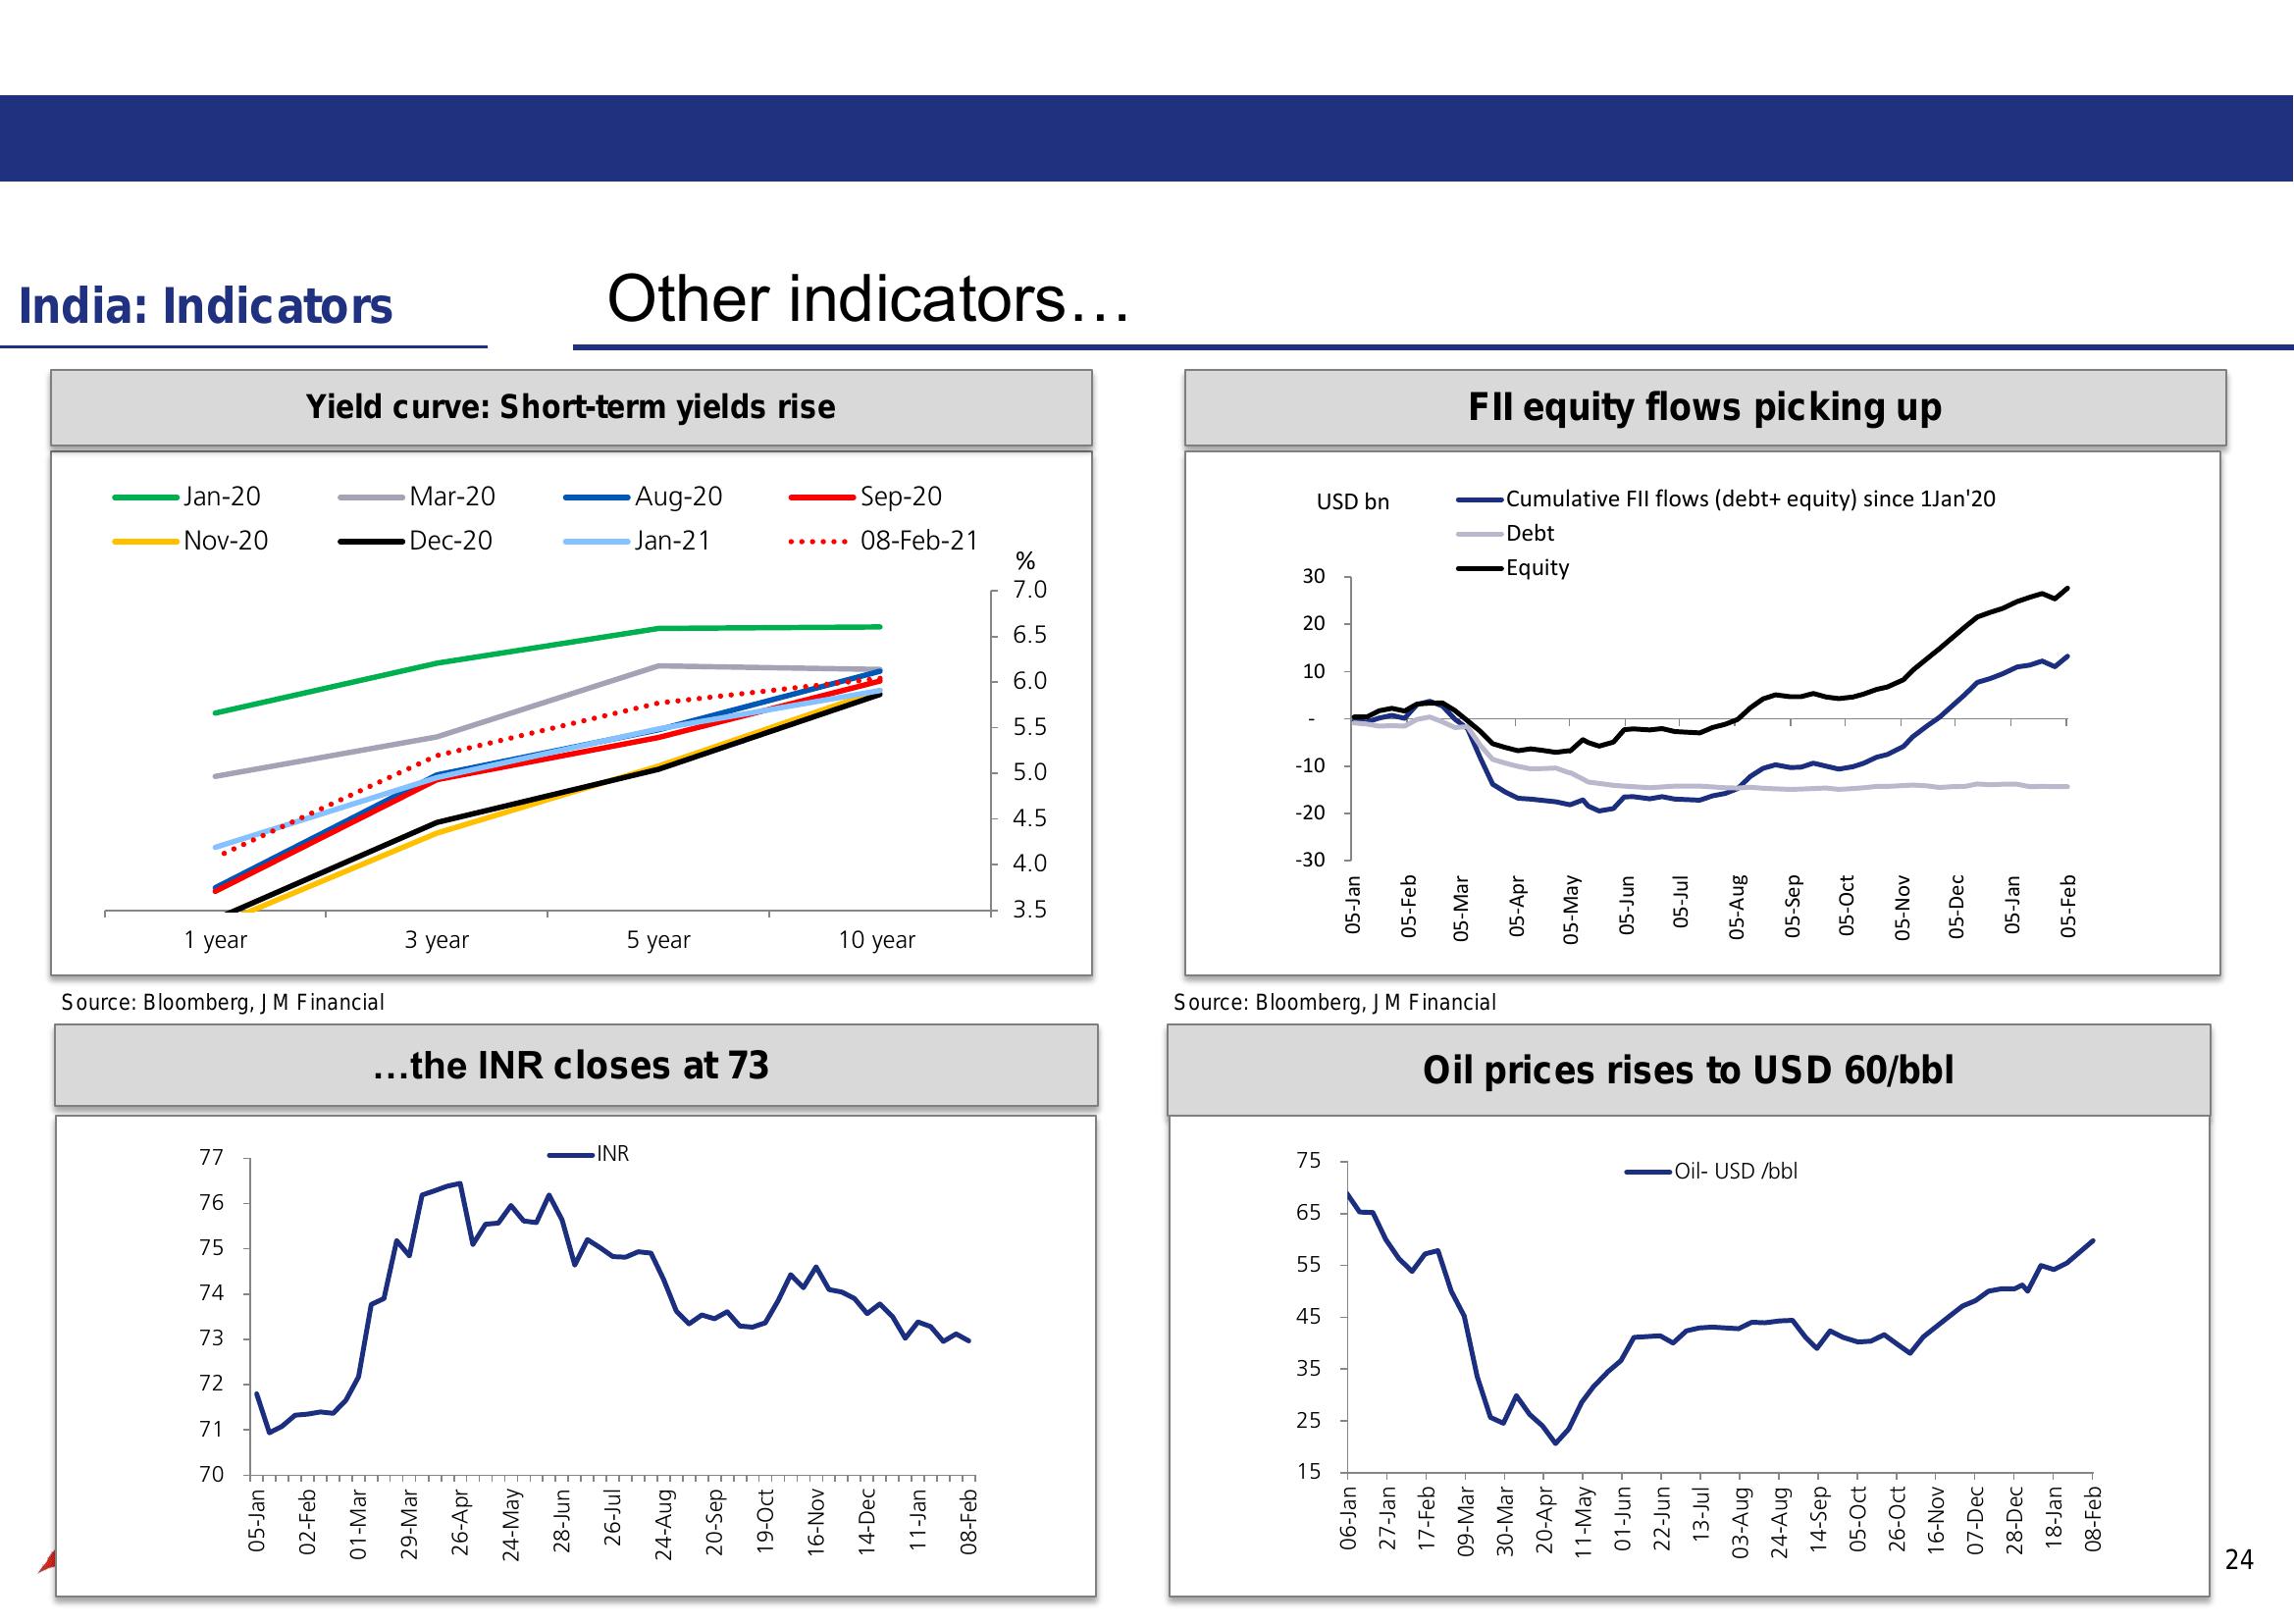 India: Indicators
Other indicators…
Yield curve: Short-term yields rise
Jan-20 Mar-20 Aug-20 Sep-20
Nov-20 Dec-20 Jan-21 08-Feb-21
%
7.0
6.5
6.0
5.5
5.0
4.5
4.0
3.5
1 year 3 year 5 year 10 year
Source: Bloomberg, JM Financial
FII equity flows picking up
USD bn
Cumulative FII flows (debt+ equity) since 1Jan'20
Debt
Equity
30
20
10
-
-10
-20
-30
05-Jan 05-Feb 05-Mar 05-Apr 05-May 05-Jun 05-Jul 05-Aug 05-Sep 05-Oct 05-Nov 05-Dec 05-Jan 05-Feb
Source: Bloomberg, JM Financial
…the INR closes at 73
INR
77
76
75
74
73
72
71
70
05-Jan 02-Feb 01-Mar 29-Mar 26-Apr 24-May 28-Jun 26-Jul 24-Aug 20-Sep 19-Oct 16-Nov 14-Dec 11-Jan 08-Feb
Oil prices rises to USD 60/bbl
Oil- USD /bbl
75
65
55
45
35
25
15
06-Jan 27-Jan 17-Feb 09-Mar 30-Mar 20-Apr 11-May 01-Jun 22-Jun 13-Jul 03-Aug 24-Aug 14-Sep 05-Oct 26-Oct 16-Nov 07-Dec 28-Dec 18-Jan 08-Feb
24